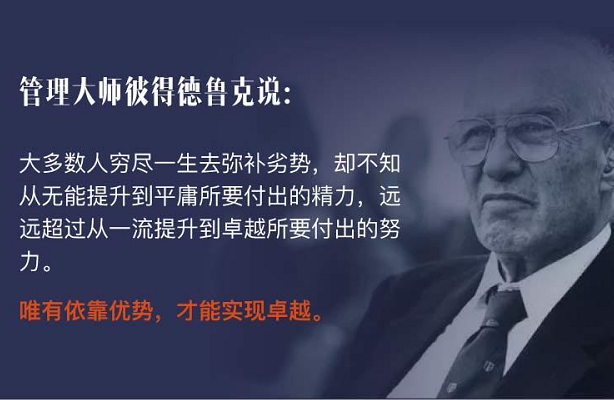 管理大师彼得德鲁克说：
大多数人穷尽一生去弥补劣势，却不知
从无能提升到平庸所要付出的精力，远
远超过从一流提升到卓越所要付出的努
力。
唯有依靠优势，才能实现卓越。